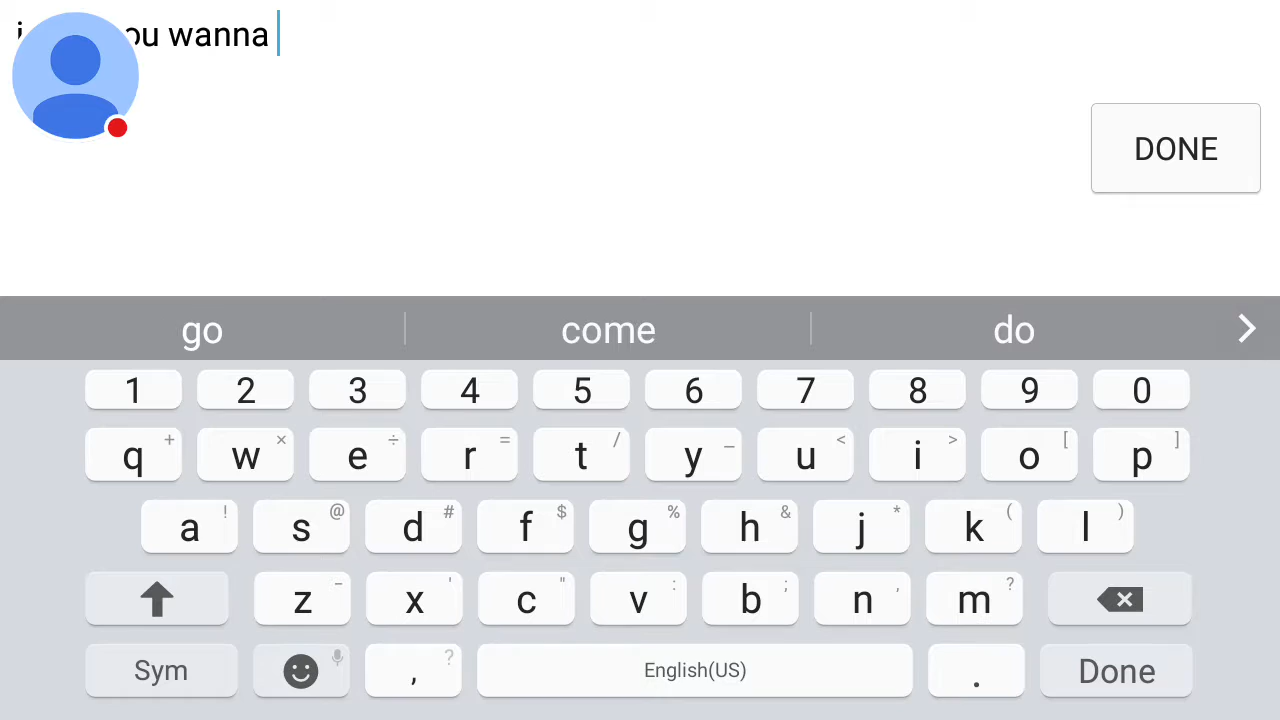 ou wanna
DONE
go come do
1 2 3 4 5 6 7 8 9 0
q + w × e ÷ r = t / y _ u < i > o [ p ]
a ! s @ d # f $ g % h & j * k ( l )
z - x ' c " v : b ; n , m ?
Sym , ? English(US) . Done